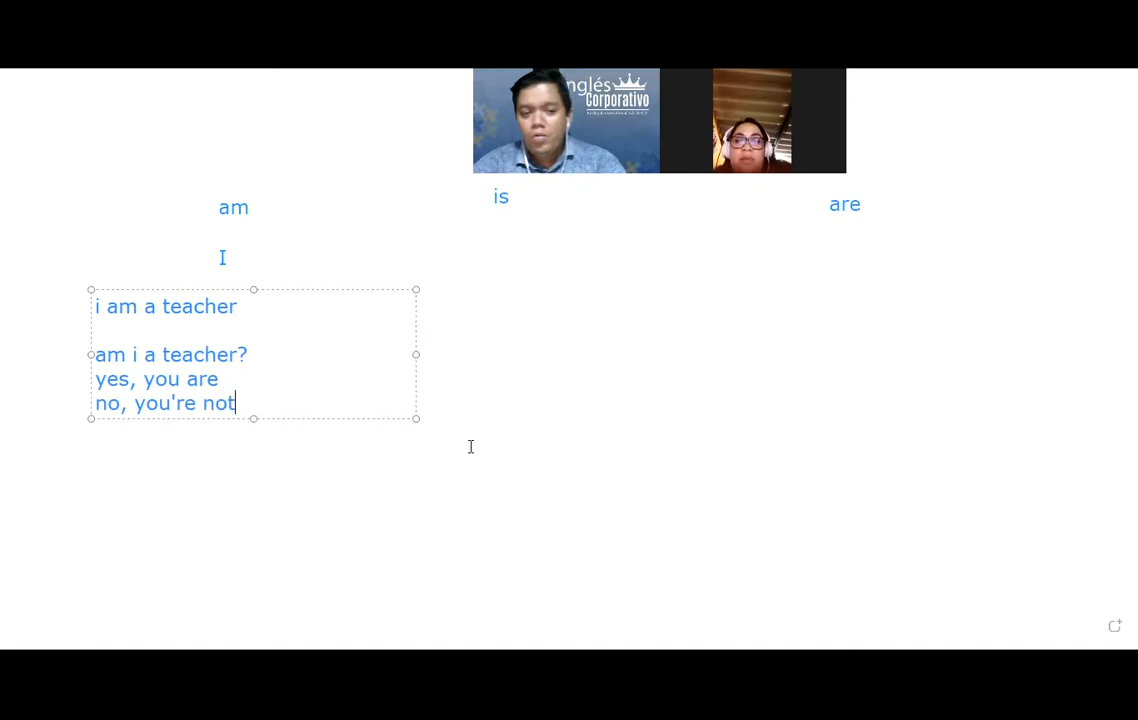 nglés
Corporativo
am
is
are
I
i am a teacher
am i a teacher?
yes, you are
no, you're not